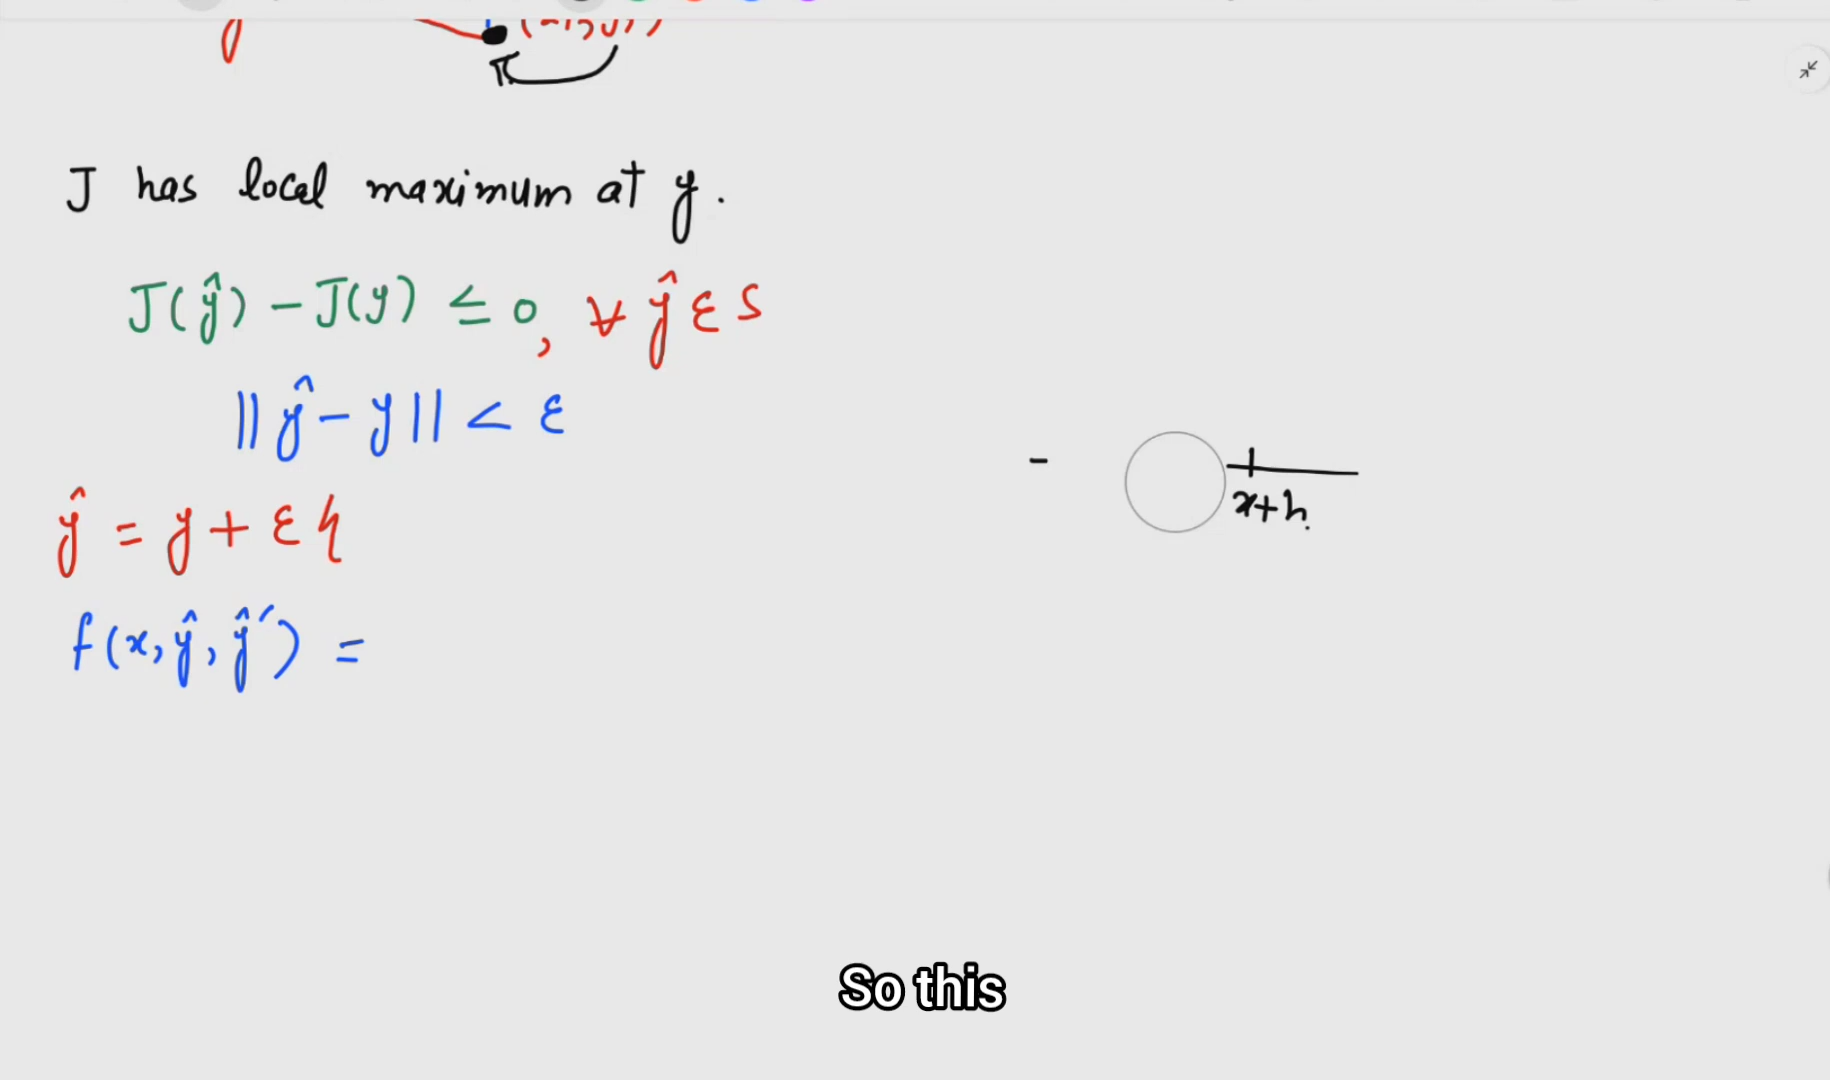 J has local maximum at y.
J(ŷ) - J(y) ≤ 0, ∀ ŷ ε S
||ŷ - y|| < ε
ŷ = y + εη
f(x, ŷ, ŷ′) =
-
x+h.
So this